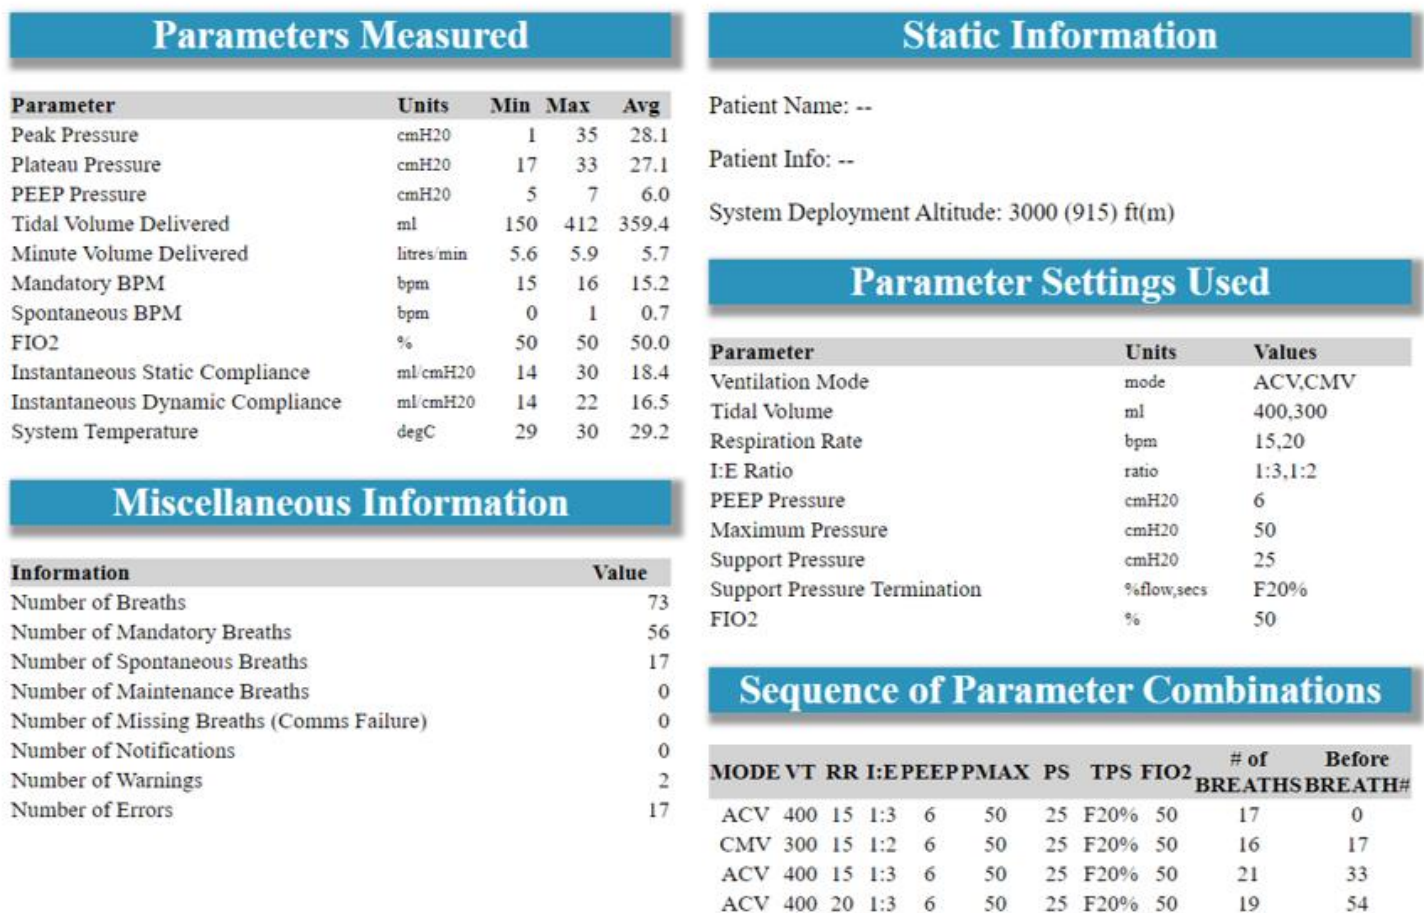 Parameters Measured
Parameter Units Min Max Avg
Peak Pressure cmH20 1 35 28.1
Plateau Pressure cmH20 17 33 27.1
PEEP Pressure cmH20 5 7 6.0
Tidal Volume Delivered ml 150 412 359.4
Minute Volume Delivered litres/min 5.6 5.9 5.7
Mandatory BPM bpm 15 16 15.2
Spontaneous BPM bpm 0 1 0.7
FIO2 % 50 50 50.0
Instantaneous Static Compliance ml/cmH20 14 30 18.4
Instantaneous Dynamic Compliance ml/cmH20 14 22 16.5
System Temperature degC 29 30 29.2
Miscellaneous Information
Information Value
Number of Breaths 73
Number of Mandatory Breaths 56
Number of Spontaneous Breaths 17
Number of Maintenance Breaths 0
Number of Missing Breaths (Comms Failure) 0
Number of Notifications 0
Number of Warnings 2
Number of Errors 17
Static Information
Patient Name: --
Patient Info: --
System Deployment Altitude: 3000 (915) ft(m)
Parameter Settings Used
Parameter Units Values
Ventilation Mode mode ACV,CMV
Tidal Volume ml 400,300
Respiration Rate bpm 15,20
I:E Ratio ratio 1:3,1:2
PEEP Pressure cmH20 6
Maximum Pressure cmH20 50
Support Pressure cmH20 25
Support Pressure Termination %flow,secs F20%
FIO2 % 50
Sequence of Parameter Combinations
MODE VT RR I:E PEEP PMAX PS TPS FIO2 # of BREATHS Before BREATH#
ACV 400 15 1:3 6 50 25 F20% 50 17 0
CMV 300 15 1:2 6 50 25 F20% 50 16 17
ACV 400 15 1:3 6 50 25 F20% 50 21 33
ACV 400 20 1:3 6 50 25 F20% 50 19 54